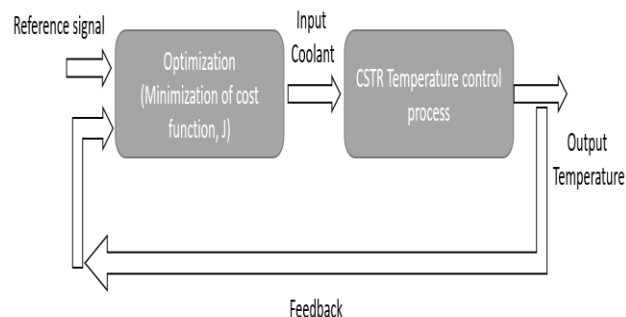 Reference signal
Optimization
(Minimization of cost
function, J)
Input
Coolant
CSTR Temperature control
process
Output
Temperature
Feedback